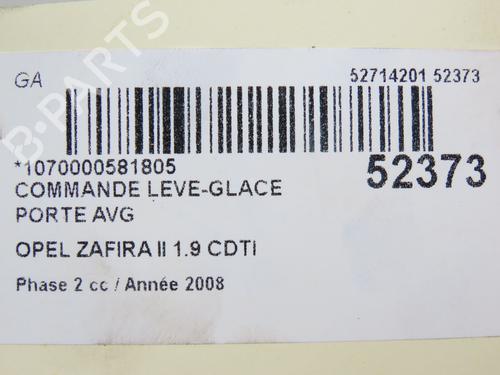 GA
52714201 52373
*1070000581805
52373
COMMANDE LEVE-GLACE
PORTE AVG
OPEL ZAFIRA II 1.9 CDTI
Phase 2 cc / Année 2008
B-PARTS